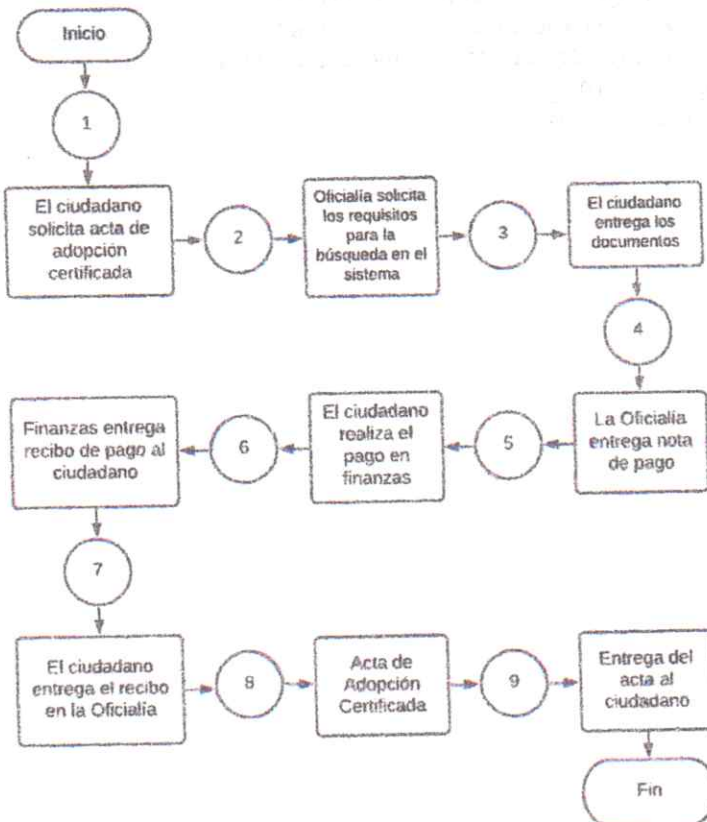 Inicio
1
El ciudadano
solicita acta de
adopción
certificada
2
Oficialía solicita
los requisitos
para la
búsqueda en el
sistema
3
El ciudadano
entrega los
documentos
4
La Oficialía
entrega nota
de pago
5
El ciudadano
realiza el
pago en
finanzas
6
Finanzas entrega
recibo de pago al
ciudadano
7
El ciudadano
entrega el recibo
en la Oficialía
8
Acta de
Adopción
Certificada
9
Entrega del
acta al
ciudadano
Fin